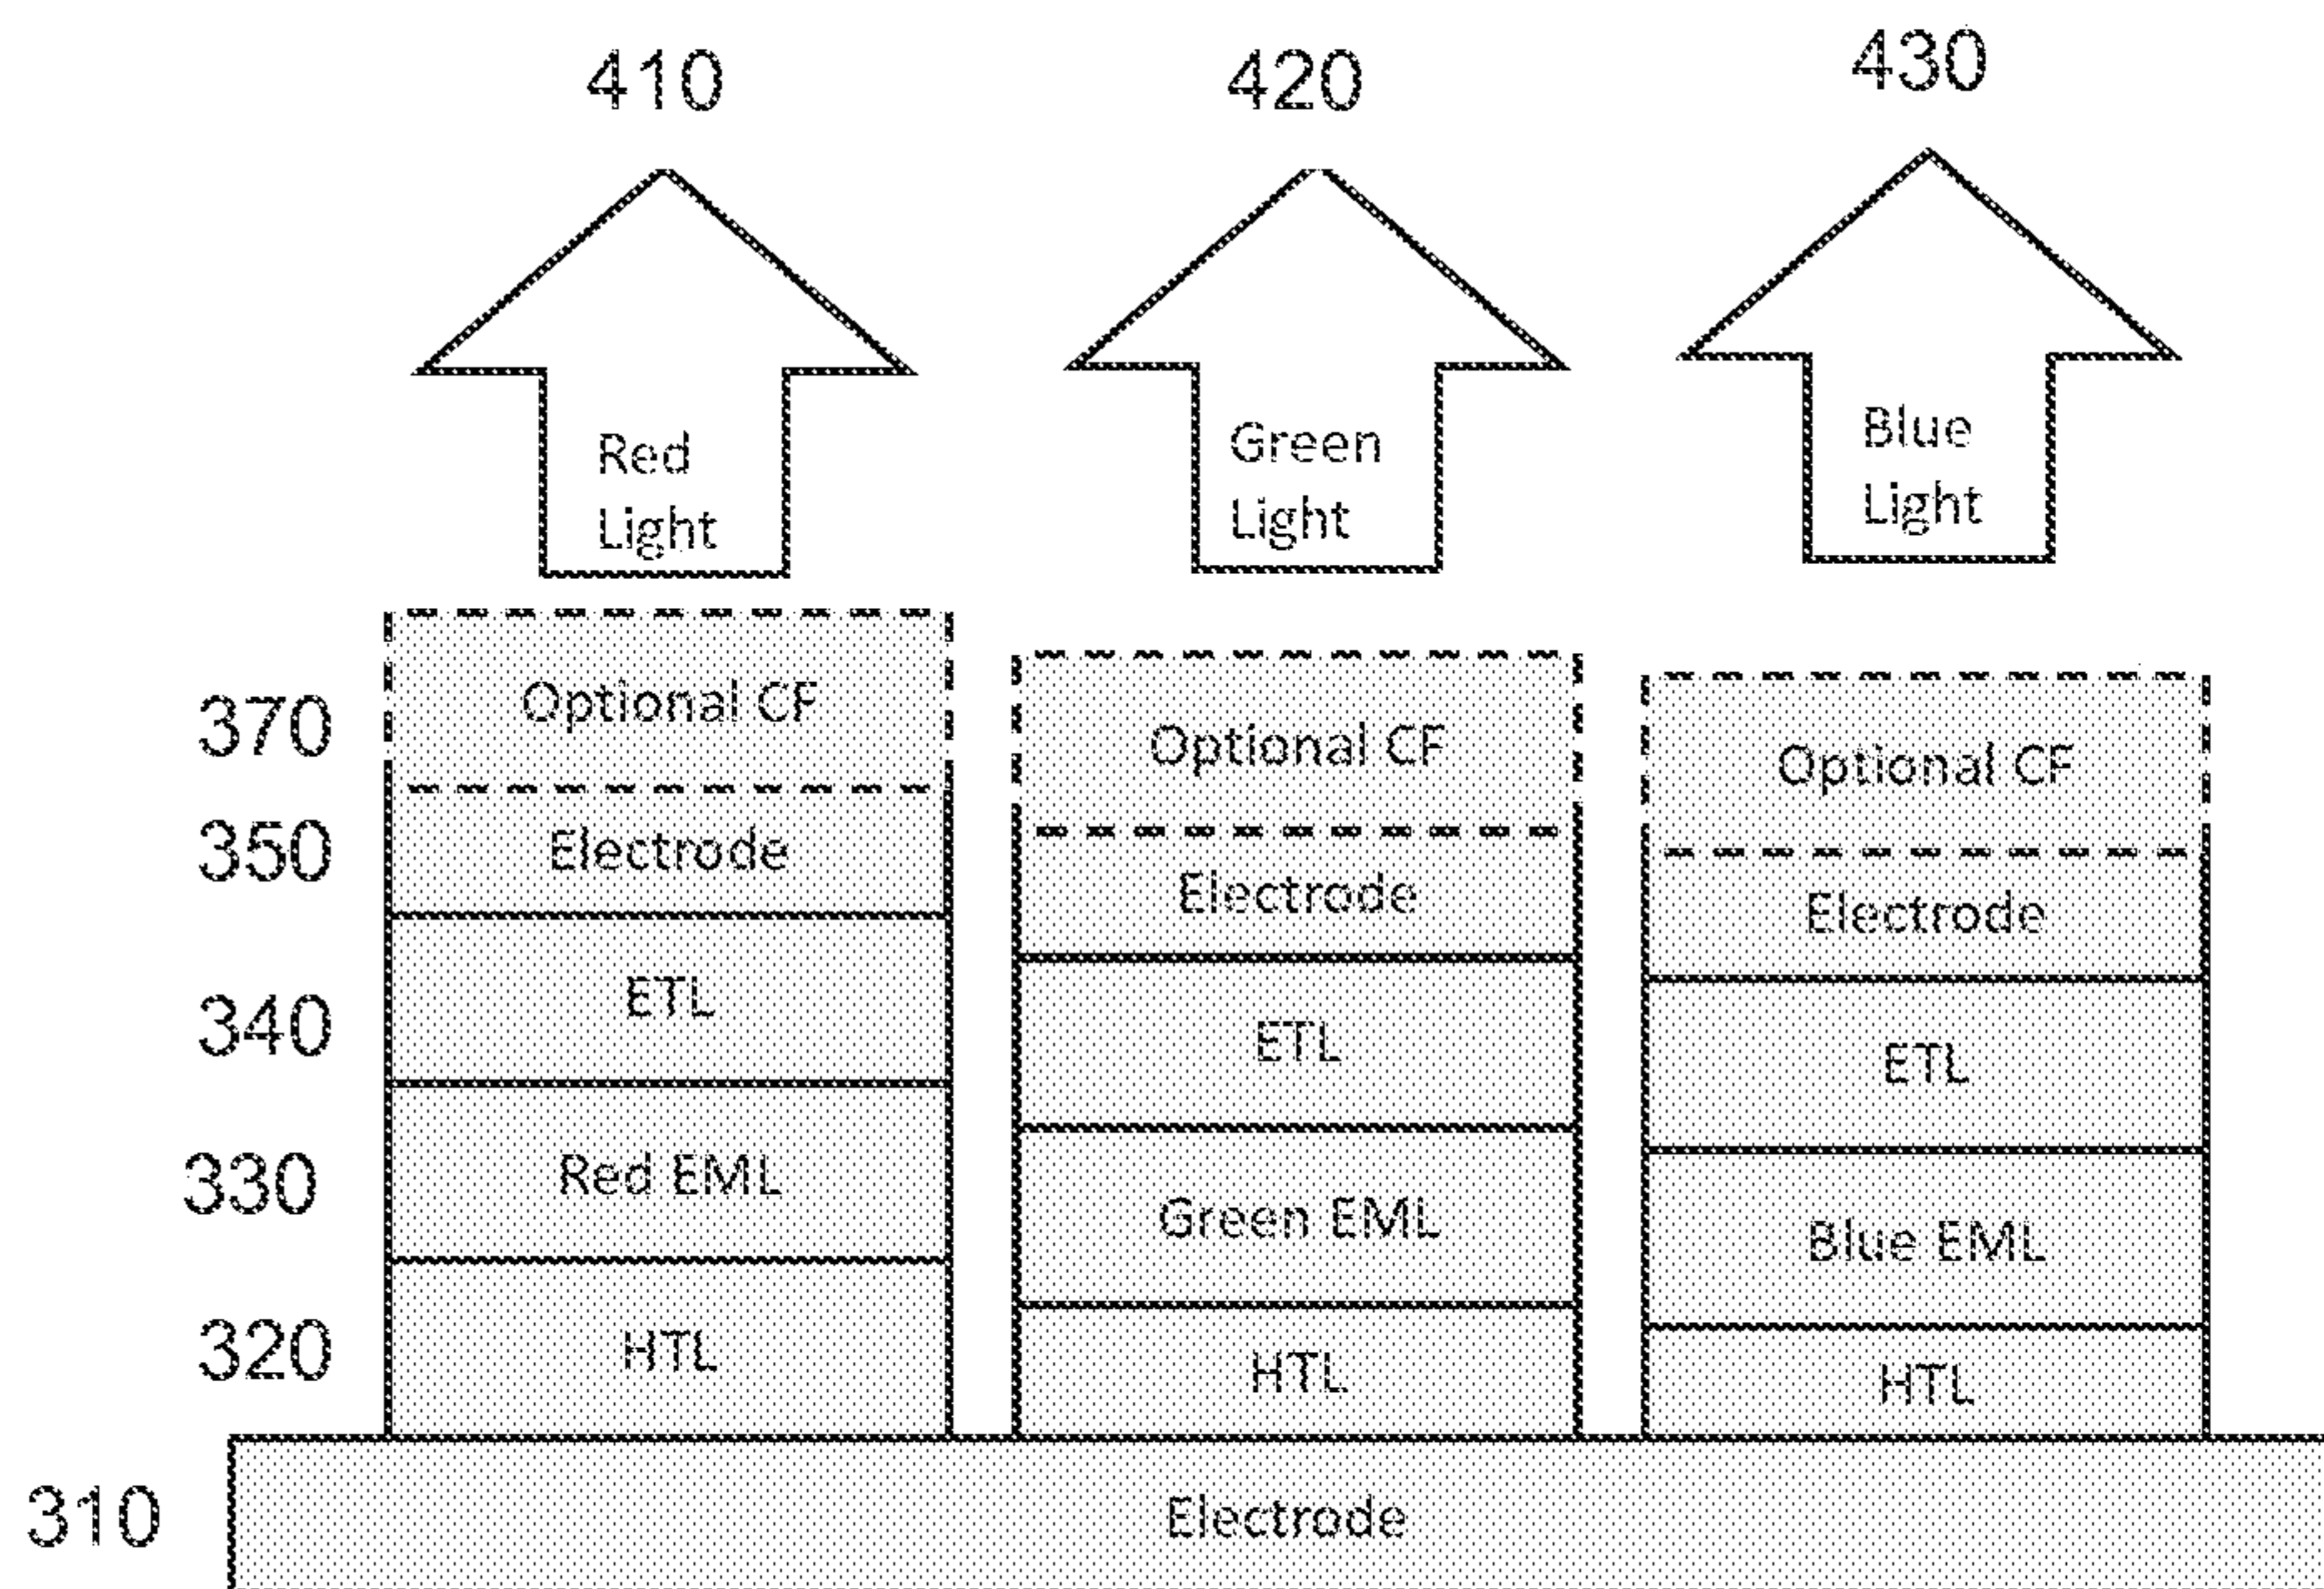 410
420
430
Red
Light
Green
Light
Blue
Light
370
Optional CF
Optional CF
Optional CF
350
Electrode
Electrode
Electrode
340
ETL
ETL
ETL
330
Red EML
Green EML
Blue EML
320
HTL
HTL
HTL
310
Electrode